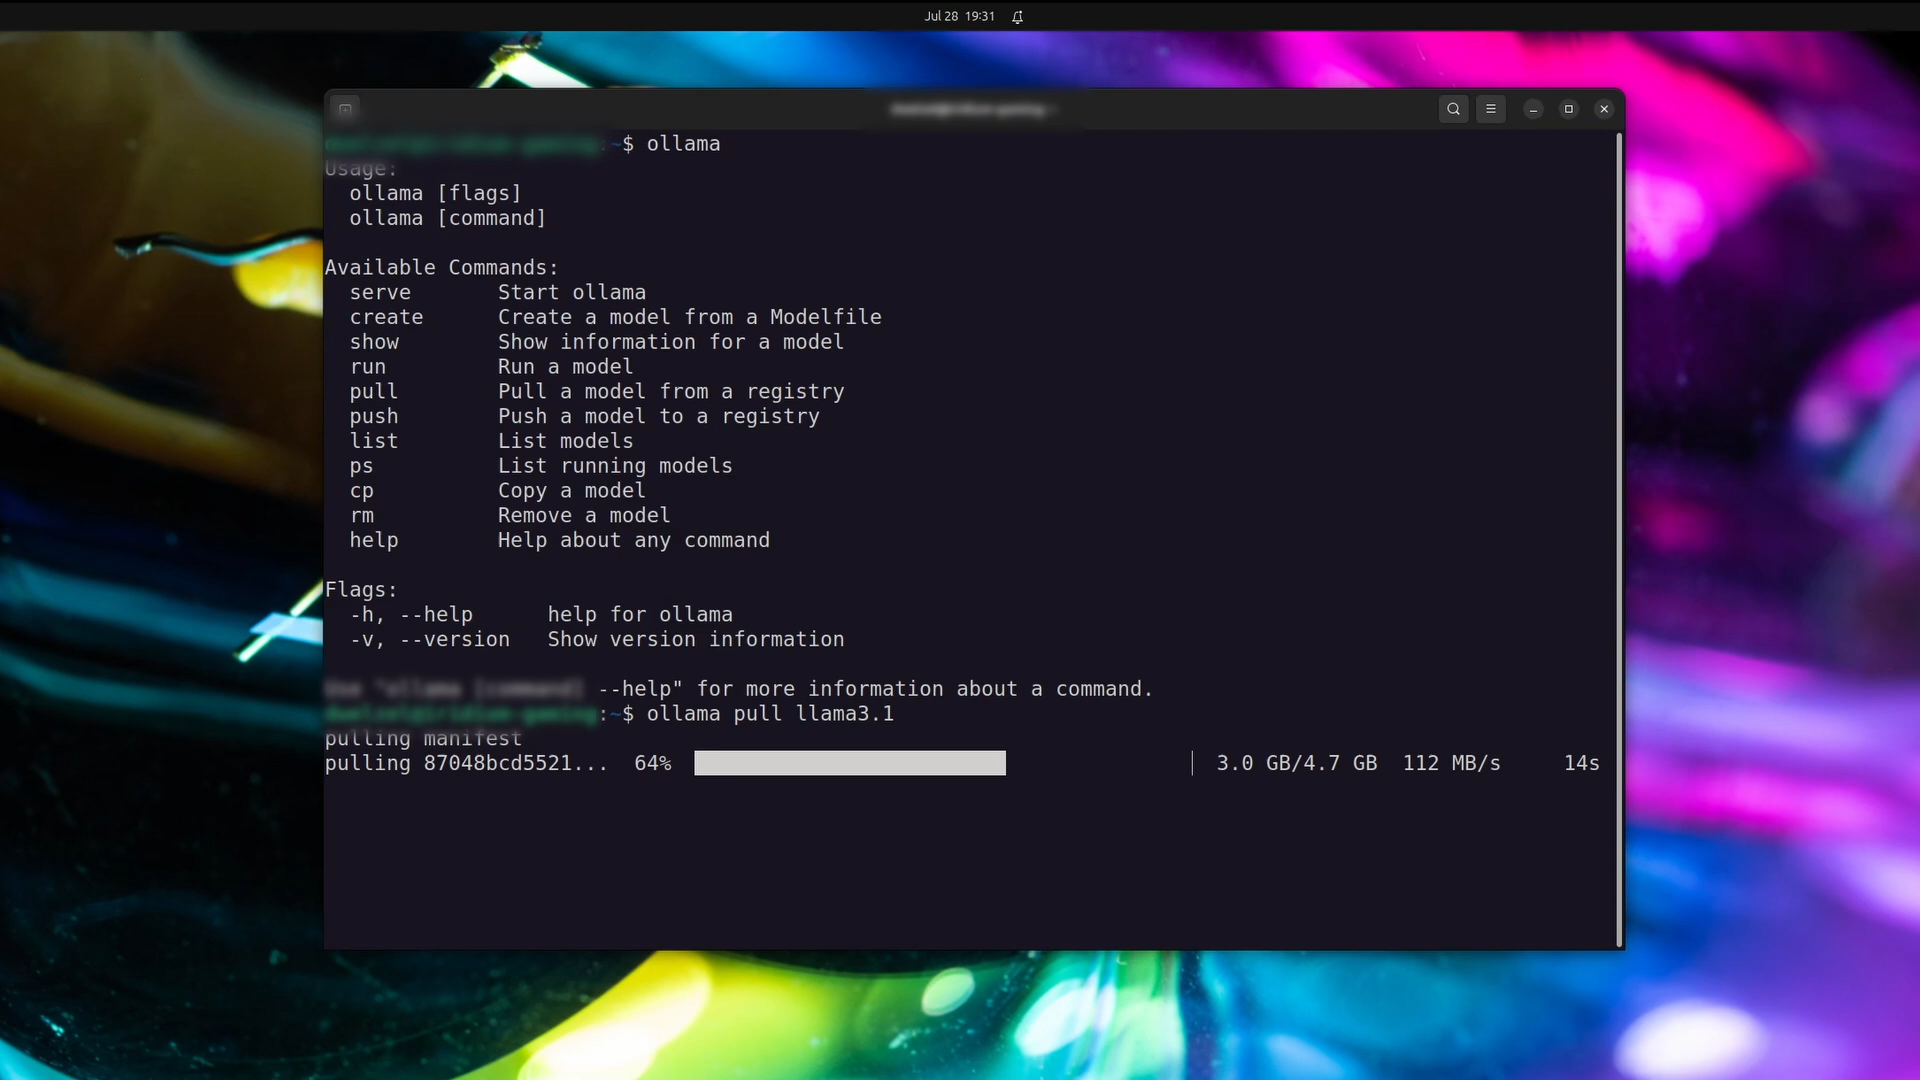 Jul 28 19:31
$ ollama
Usage:
ollama [flags]
ollama [command]
Available Commands:
serve Start ollama
create Create a model from a Modelfile
show Show information for a model
run Run a model
pull Pull a model from a registry
push Push a model to a registry
list List models
ps List running models
cp Copy a model
rm Remove a model
help Help about any command
Flags:
-h, --help help for ollama
-v, --version Show version information
--help" for more information about a command.
:~$ ollama pull llama3.1
pulling manifest
pulling 87048bcd5521... 64% 3.0 GB/4.7 GB 112 MB/s 14s